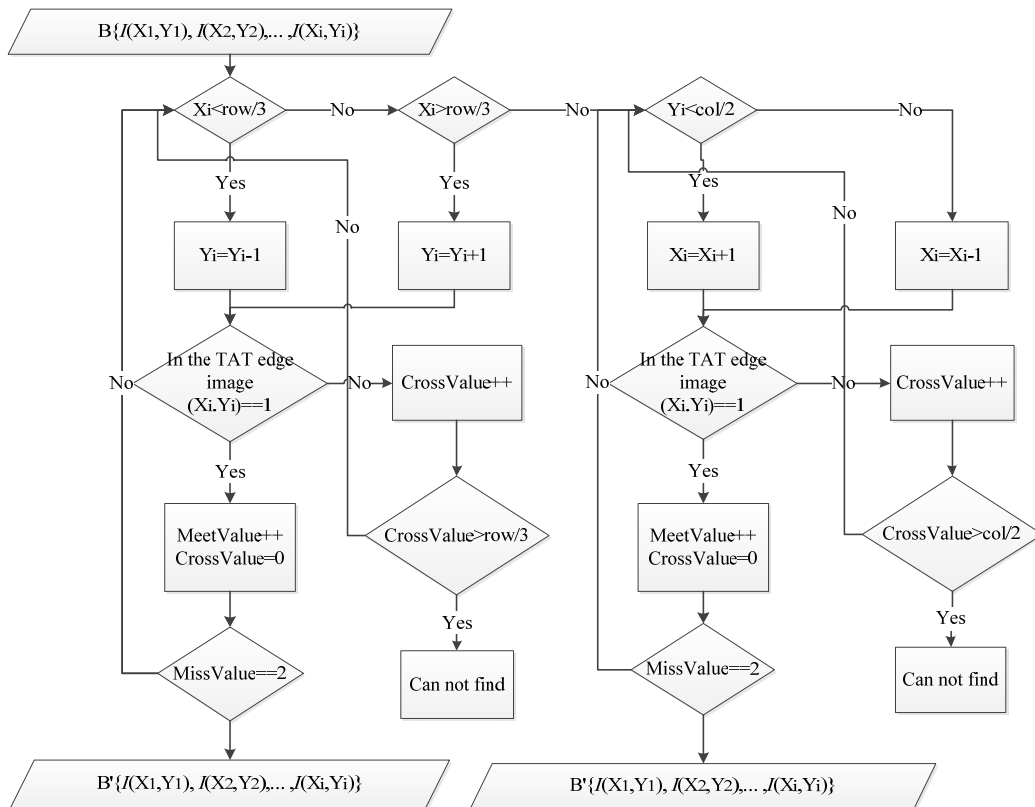 B{I(X1,Y1), I(X2,Y2),... ,I(Xi,Yi)}
Xi<row/3
No
Xi>row/3
No
Yi<col/2
No
Yes
Yes
Yes
No
No
Yi=Yi-1
Yi=Yi+1
Xi=Xi+1
Xi=Xi-1
In the TAT edge
image
(Xi.Yi)==1
No
No
CrossValue++
In the TAT edge
image
(Xi.Yi)==1
No
No
CrossValue++
Yes
Yes
MeetValue++
CrossValue=0
CrossValue>row/3
MeetValue++
CrossValue=0
CrossValue>col/2
Yes
Yes
MissValue==2
Can not find
MissValue==2
Can not find
B'{I(X1,Y1), I(X2,Y2),... ,I(Xi,Yi)}
B'{I(X1,Y1), I(X2,Y2),... ,I(Xi,Yi)}